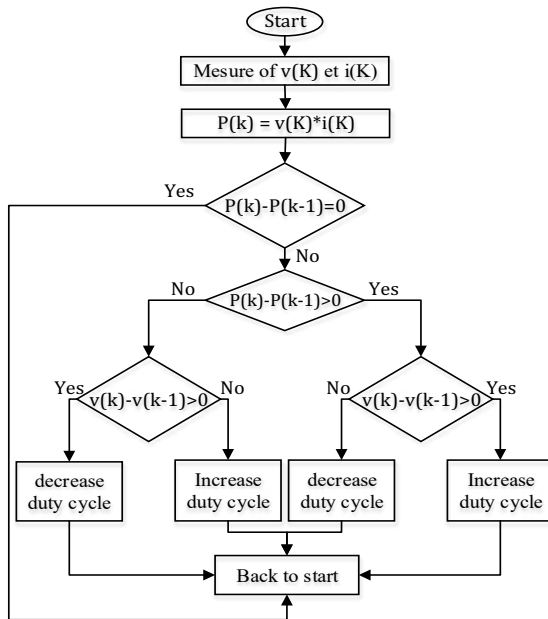 Start
Mesure of v(K) et i(K)
P(k) = v(K)*i(K)
Yes
P(k)-P(k-1)=0
No
No
P(k)-P(k-1)>0
Yes
Yes
v(k)-v(k-1)>0
No
No
v(k)-v(k-1)>0
Yes
decrease
duty cycle
Increase
duty cycle
decrease
duty cycle
Increase
duty cycle
Back to start